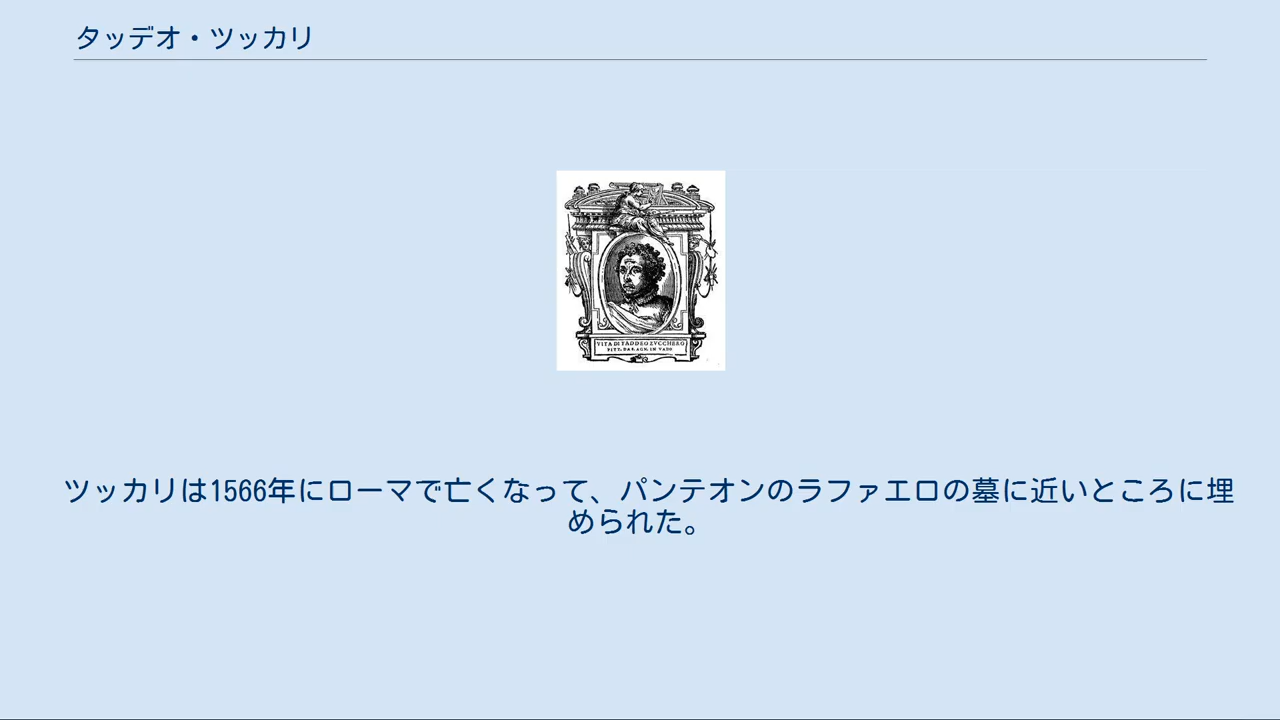 タッデオ・ツッカリ
VITA DI TADDEO ZVCCHERO
PITT. DA S. AGN. IN VADO
ツッカリは1566年にローマで亡くなって、パンテオンのラファエロの墓に近いところに埋
められた。